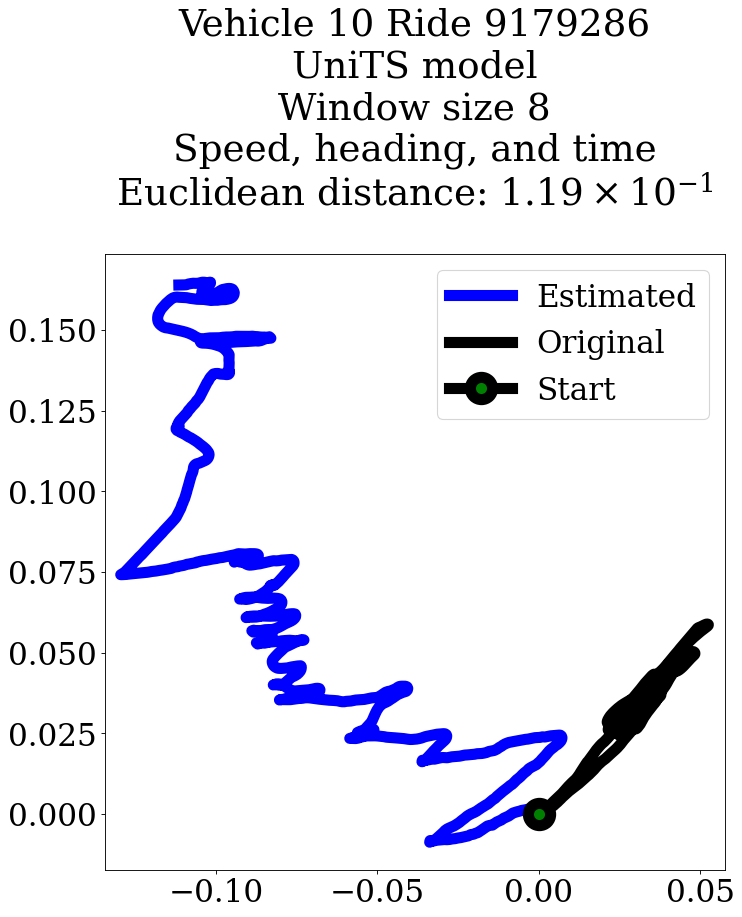 Vehicle 10 Ride 9179286
UniTS model
Window size 8
Speed, heading, and time
Euclidean distance: 1.19 × 10⁻¹
Estimated
Original
Start
0.150
0.125
0.100
0.075
0.050
0.025
0.000
−0.10 −0.05 0.00 0.05